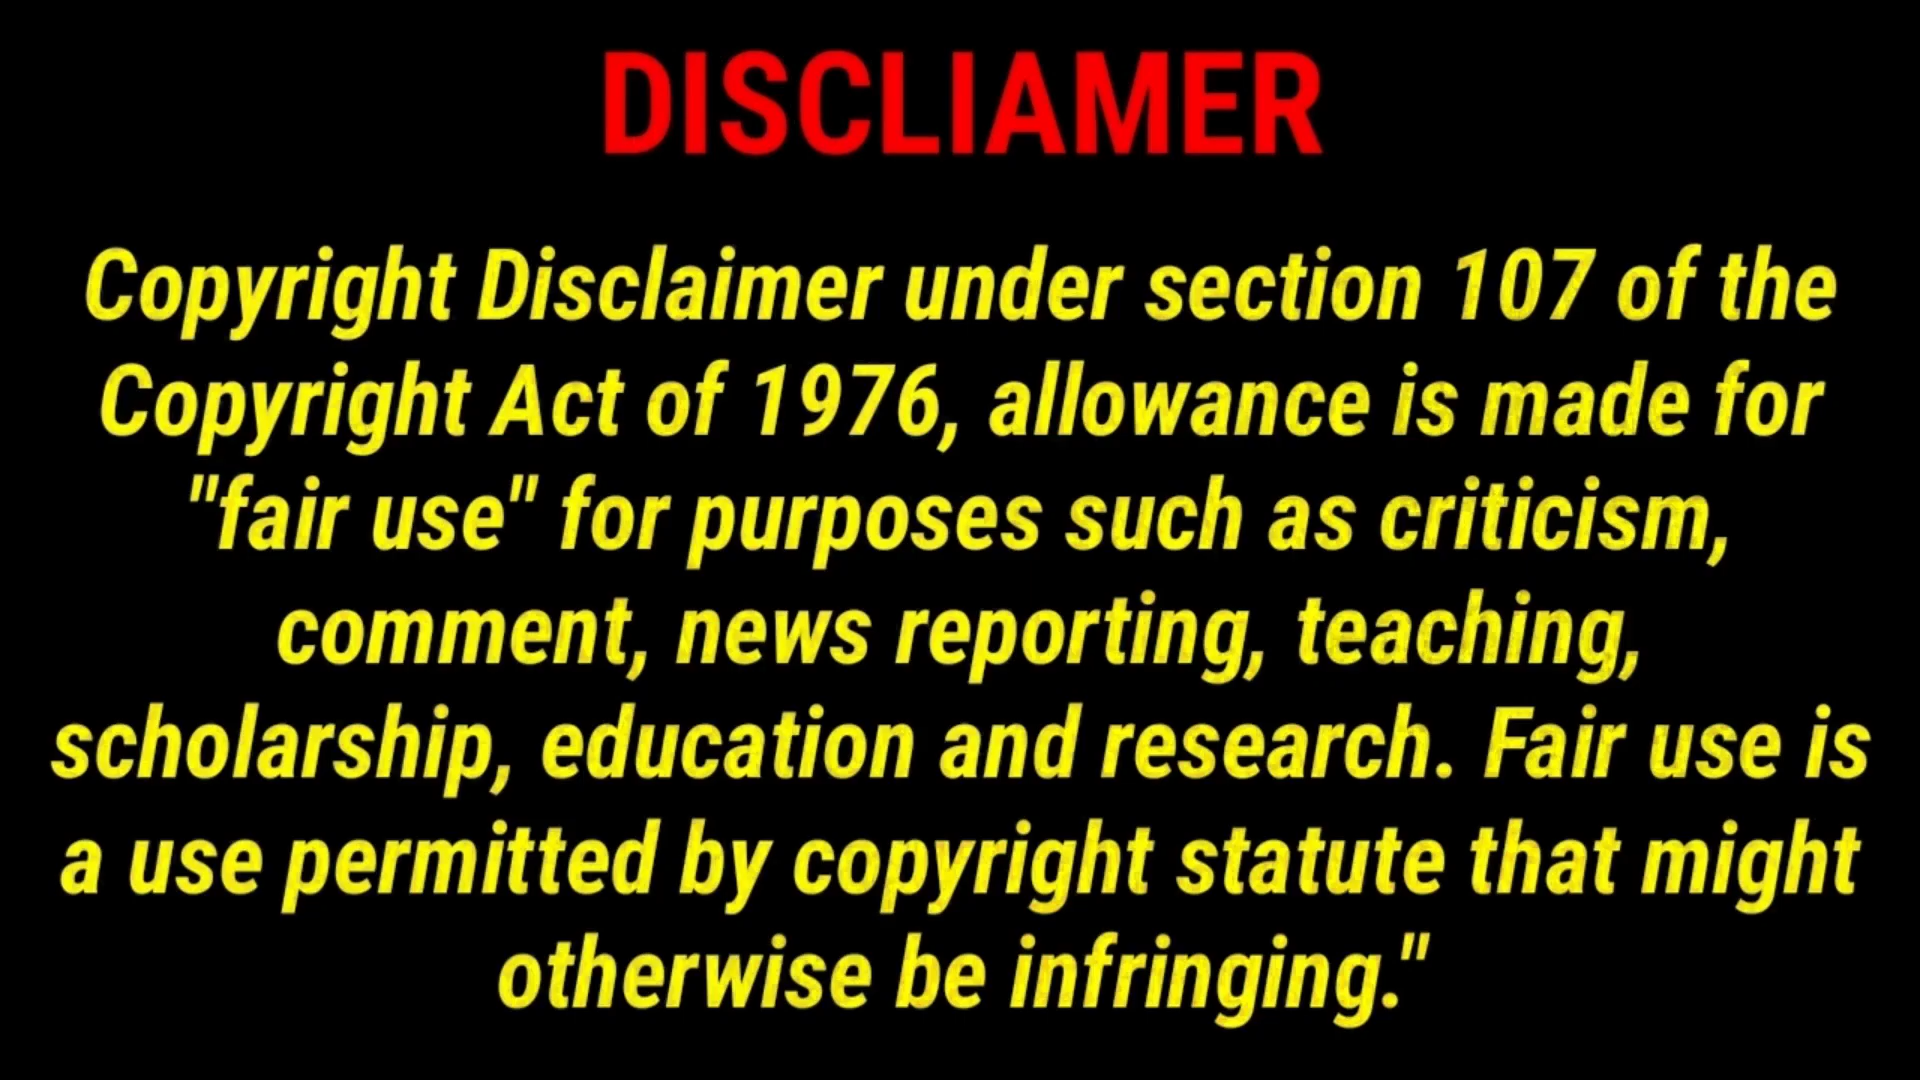 DISCLIAMER
Copyright Disclaimer under section 107 of the
Copyright Act of 1976, allowance is made for
"fair use" for purposes such as criticism,
comment, news reporting, teaching,
scholarship, education and research. Fair use is
a use permitted by copyright statute that might
otherwise be infringing."